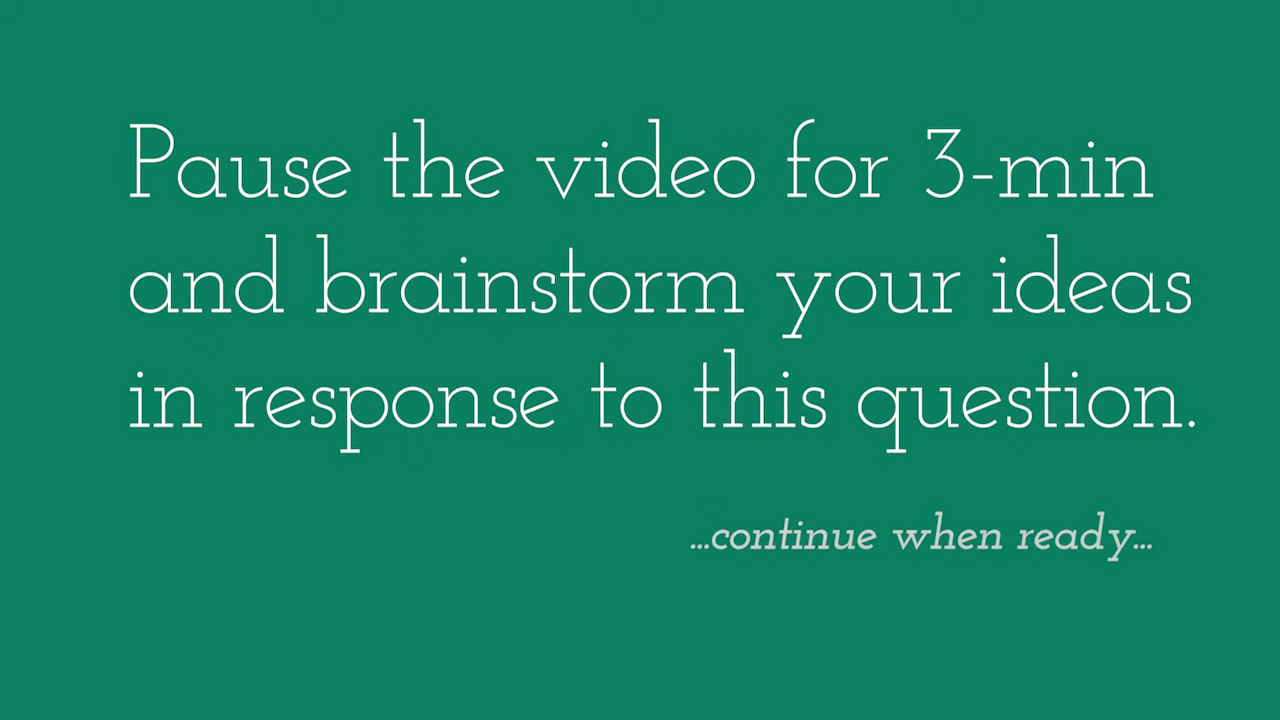 Pause the video for 3-min
and brainstorm your ideas
in response to this question.
...continue when ready...